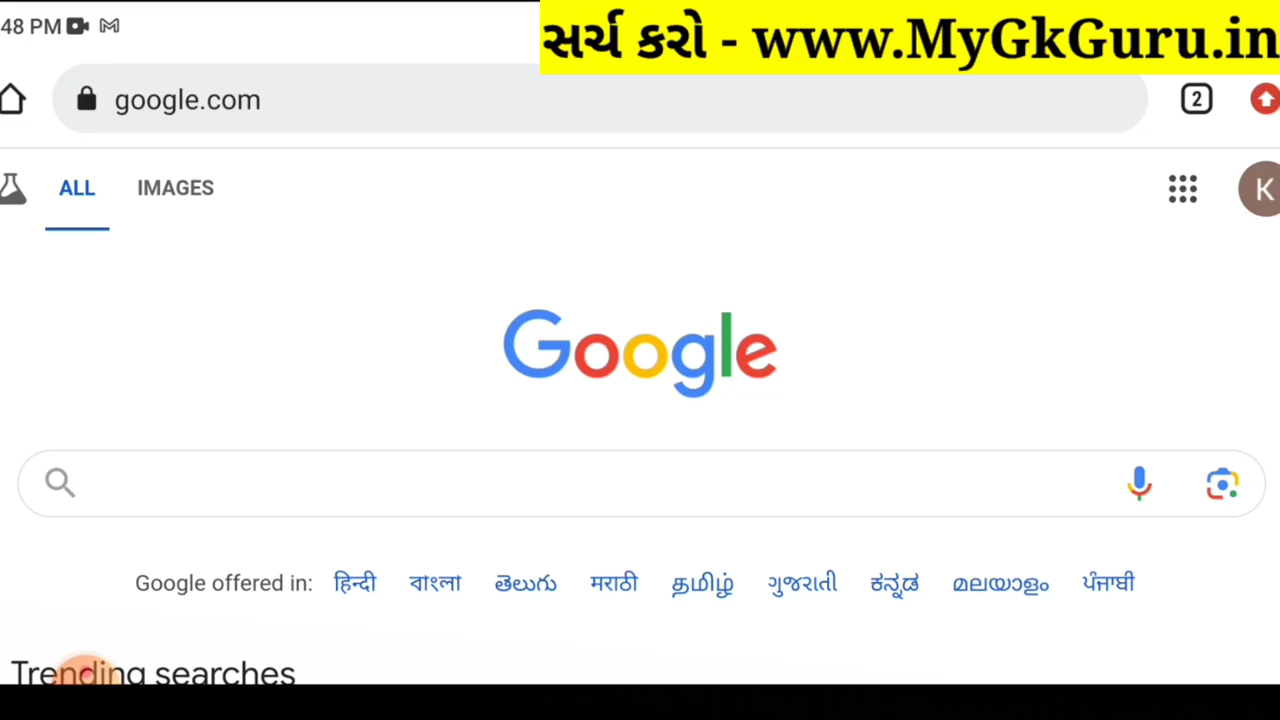 48 PM
સર્ચ કરો - www.MyGkGuru.in
google.com
2
ALL IMAGES
K
Google
Google offered in: हिन्दी বাংলা తెలుగు मराठी தமிழ் ગુજરાતી ಕನ್ನಡ മലയാളം ਪੰਜਾਬੀ
Trending searches